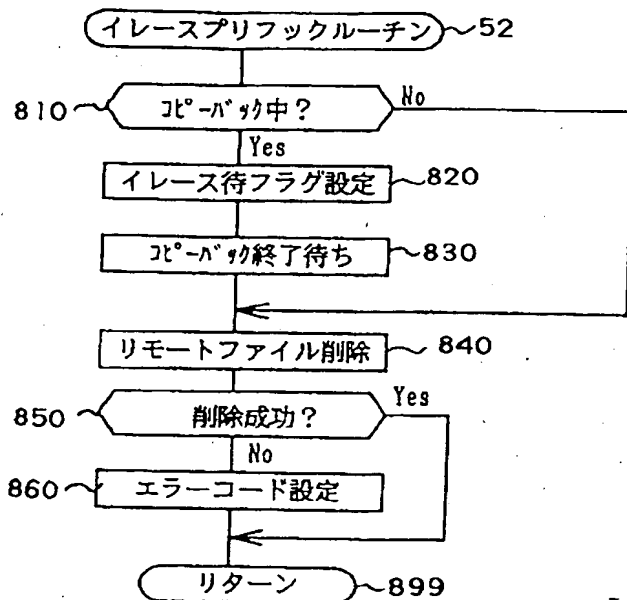 イレースプリフックルーチン 52
810 コピーバック中? No
Yes
イレース待フラグ設定 820
コピーバック終了待ち 830
リモートファイル削除 840
850 削除成功? Yes
No
860 エラーコード設定
リターン 899